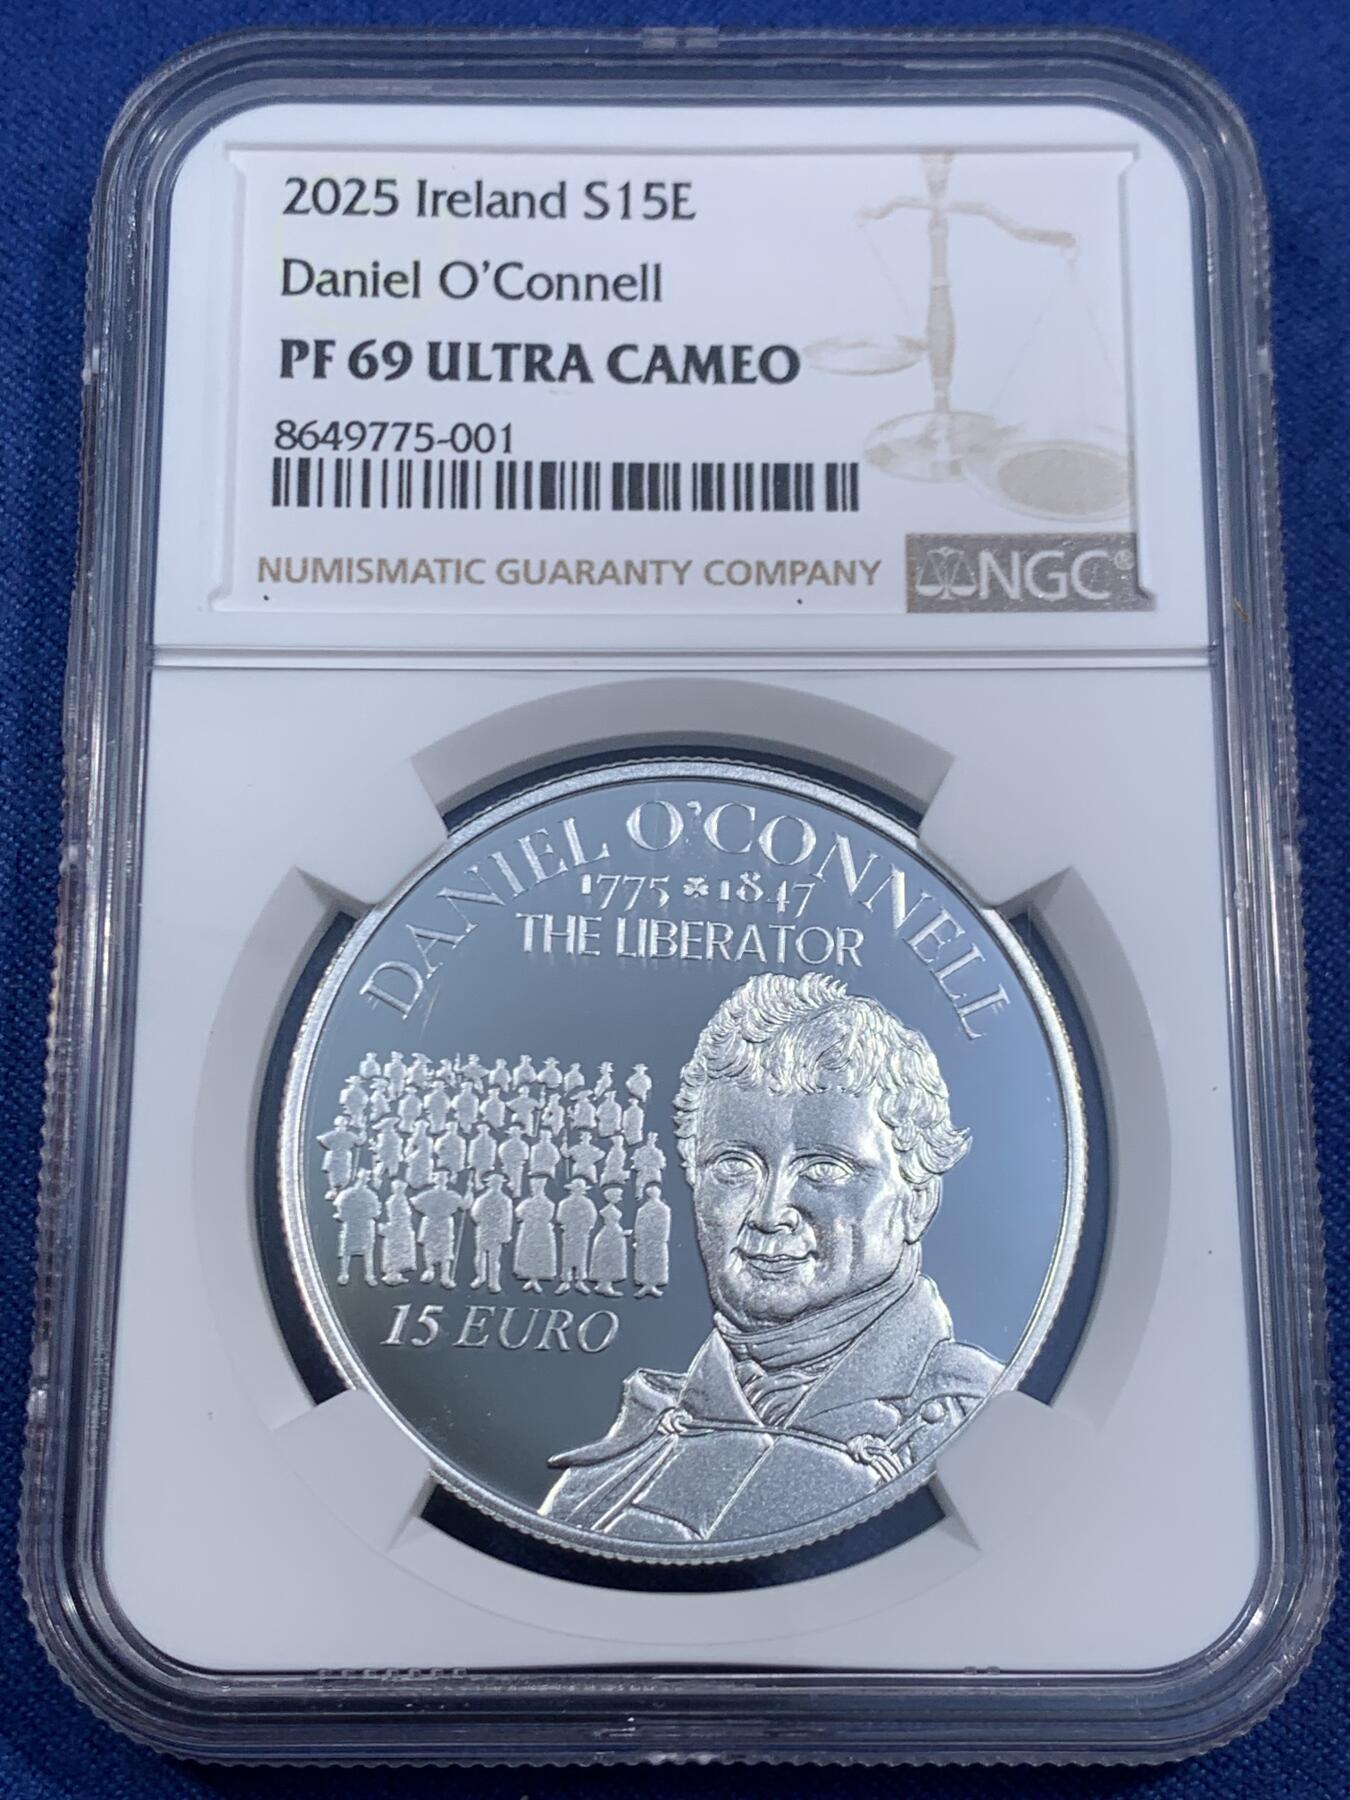 2025 Ireland S15E
Daniel O'Connell
PF 69 ULTRA CAMEO
8649775-001
NUMISMATIC GUARANTY COMPANY
NGC®
DANIEL O'CONNELL
1775 ☘ 1847
THE LIBERATOR
15 EURO